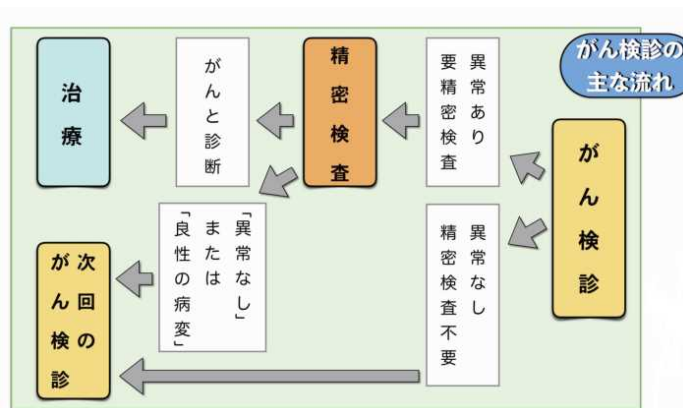 がん検診の
主な流れ
がん検診
異常あり
要精密検査
異常なし
精密検査不要
精密検査
がんと診断
「異常なし」
または
「良性の病変」
治療
次回の
がん検診